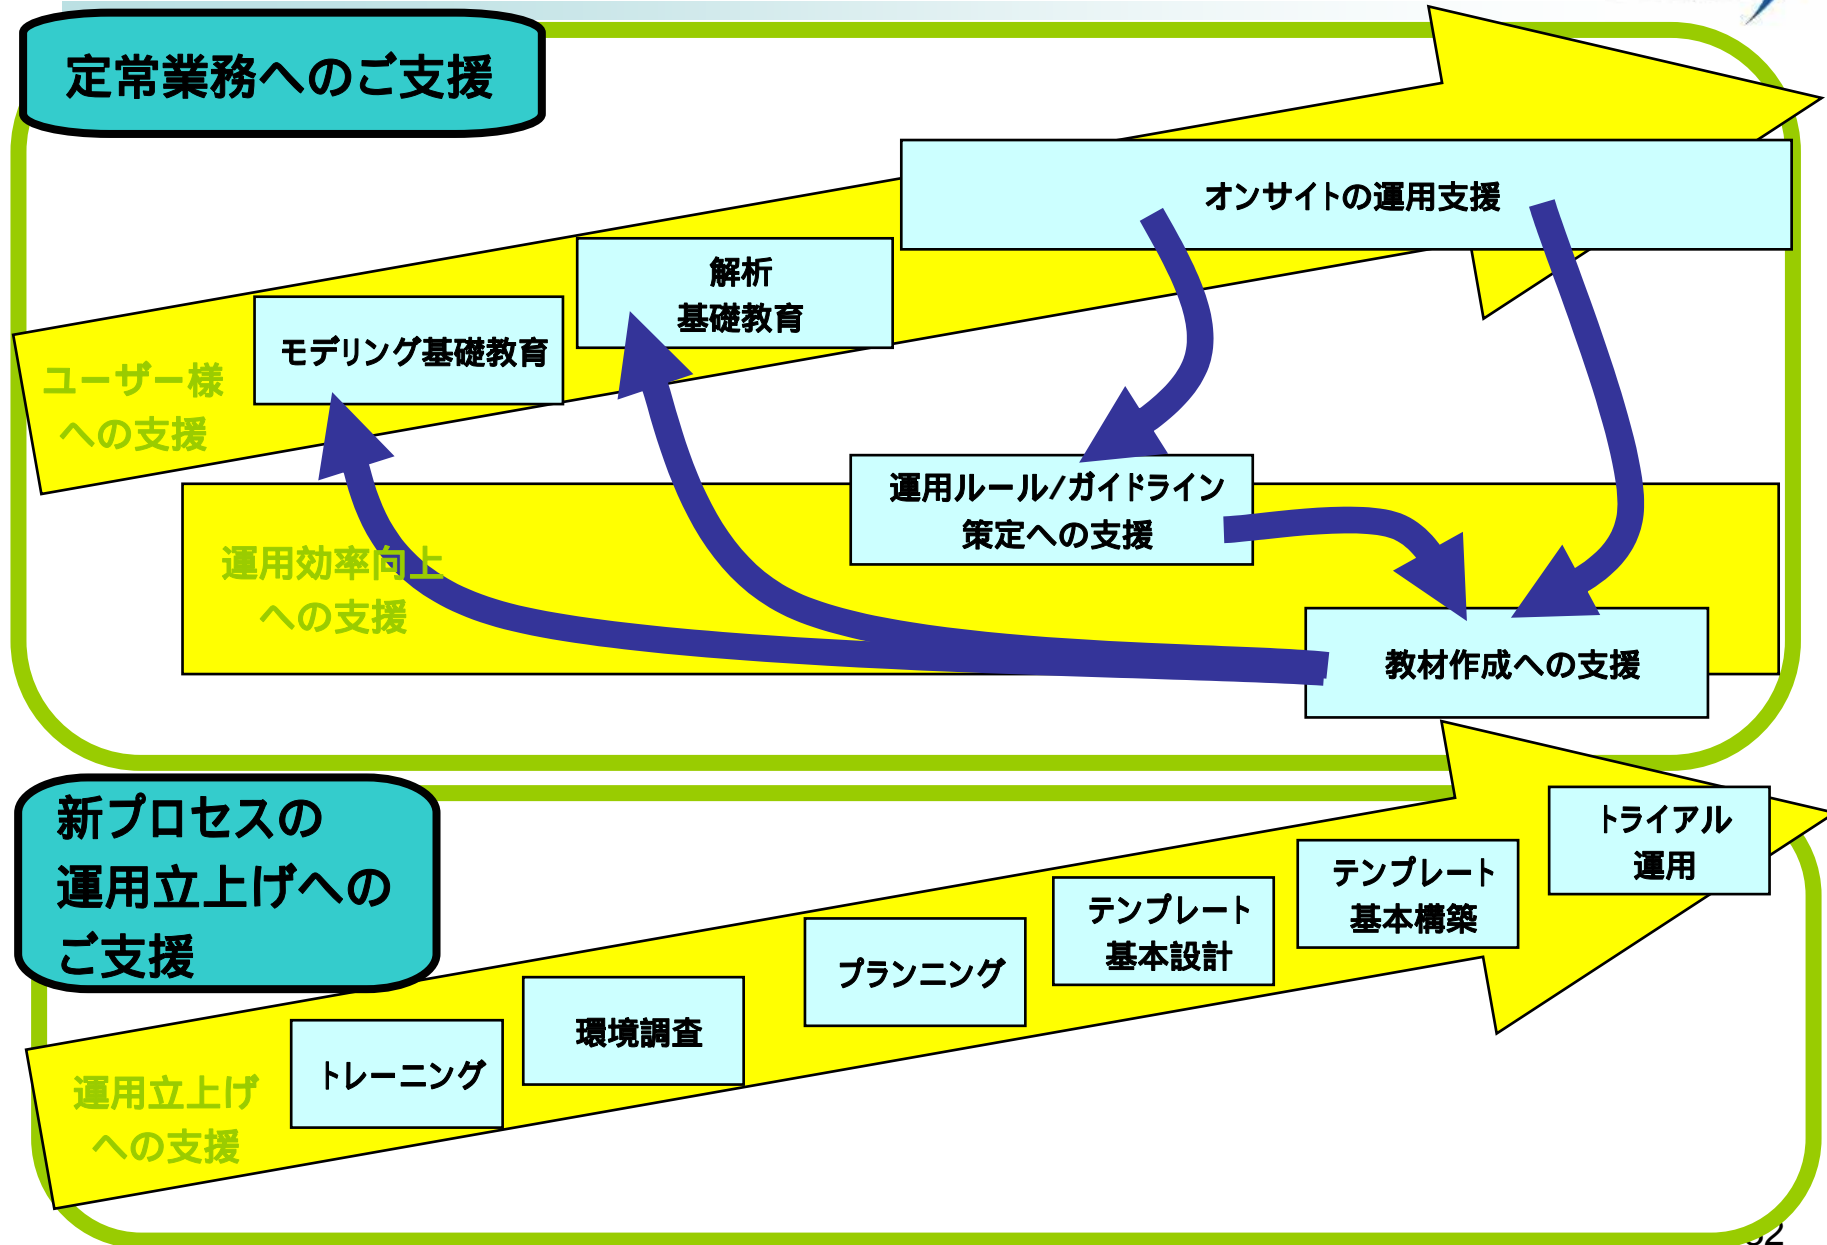 定常業務へのご支援
オンサイトの運用支援
解析
基礎教育
モデリング基礎教育
ユーザー様
への支援
運用ルール/ガイドライン
策定への支援
運用効率向上
への支援
教材作成への支援
新プロセスの
運用立上げへの
ご支援
トライアル
運用
テンプレート
基本構築
テンプレート
基本設計
プランニング
環境調査
トレーニング
運用立上げ
への支援